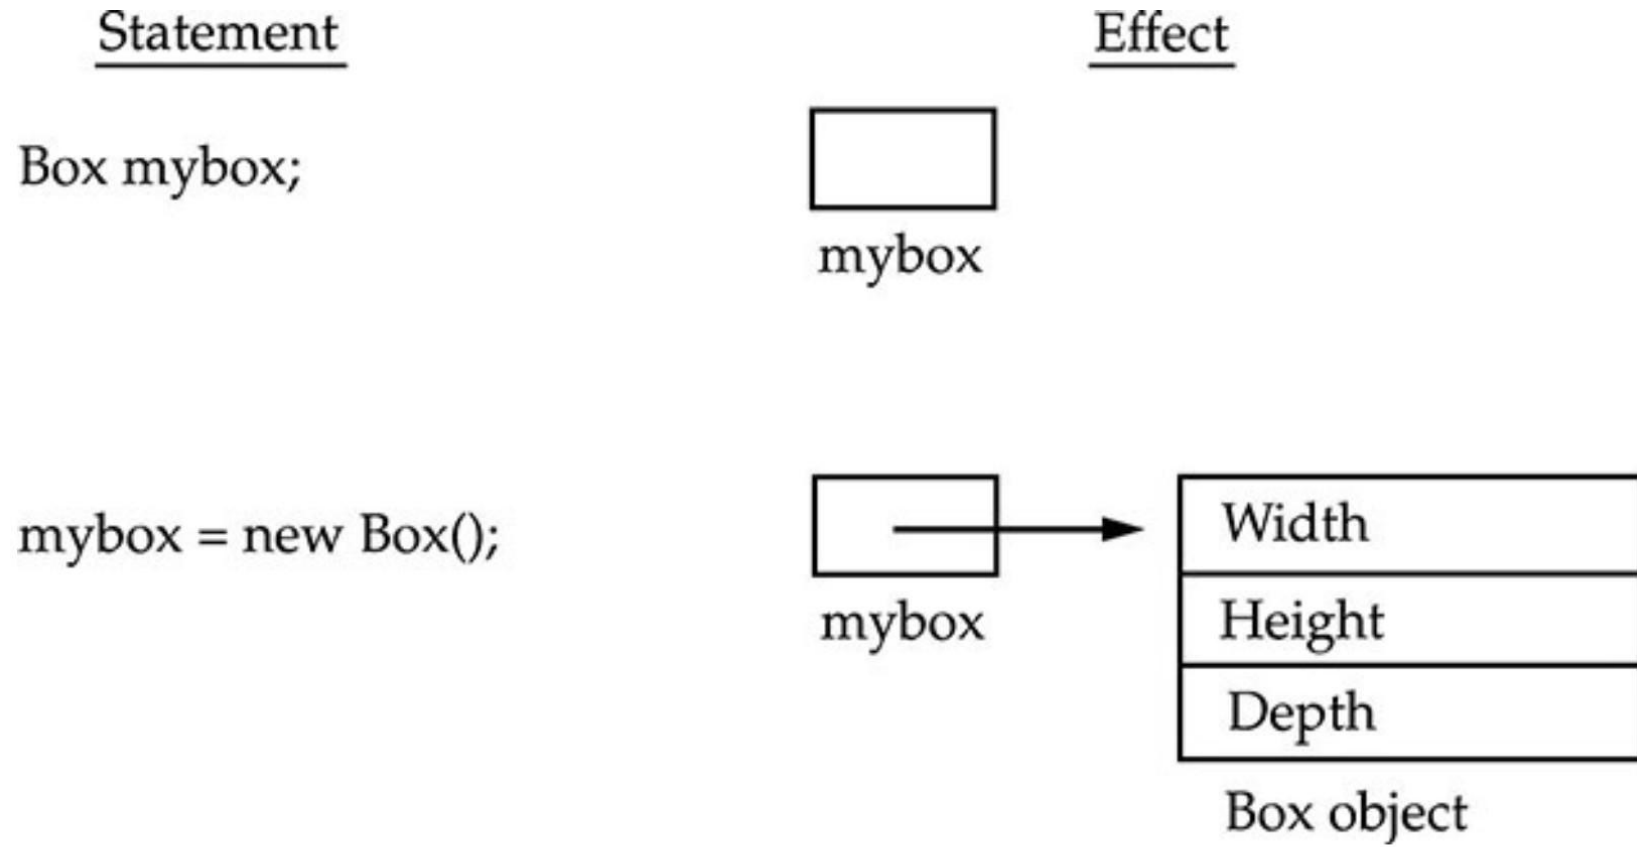 Statement
Effect
Box mybox;
mybox
mybox = new Box();
mybox
Width
Height
Depth
Box object